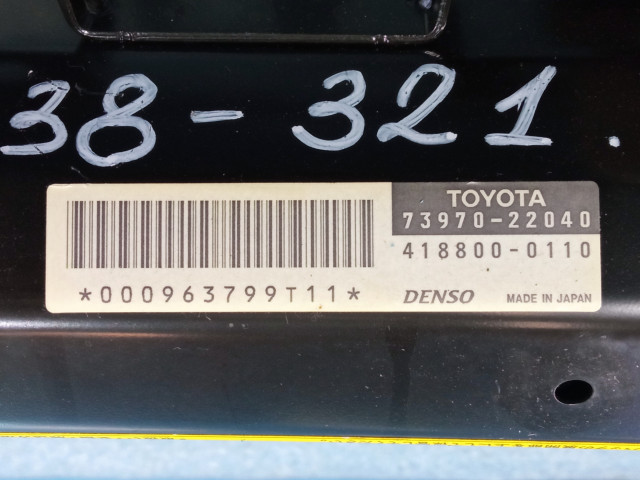 38-321.
TOYOTA
73970-22040
418800-0110
*000963799T11*
DENSO MADE IN JAPAN